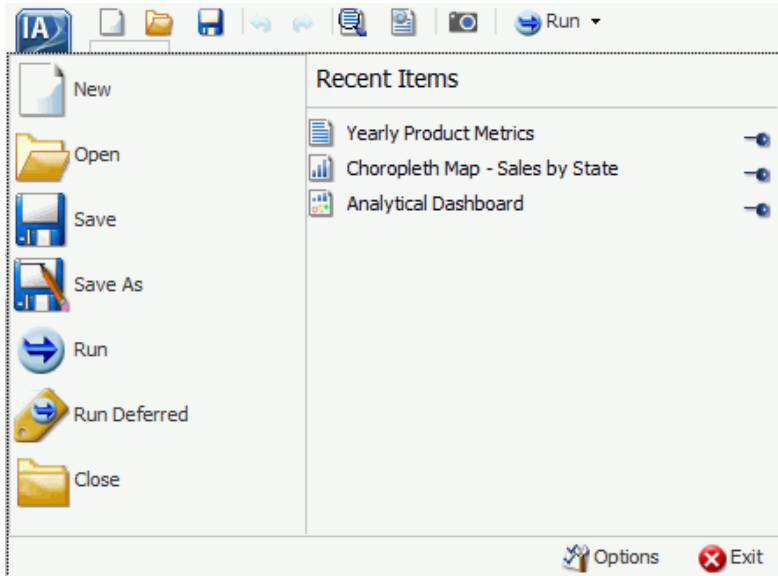 IA
Run
New
Open
Save
Save As
Run
Run Deferred
Close
Recent Items
Yearly Product Metrics
Choropleth Map - Sales by State
Analytical Dashboard
Options
Exit